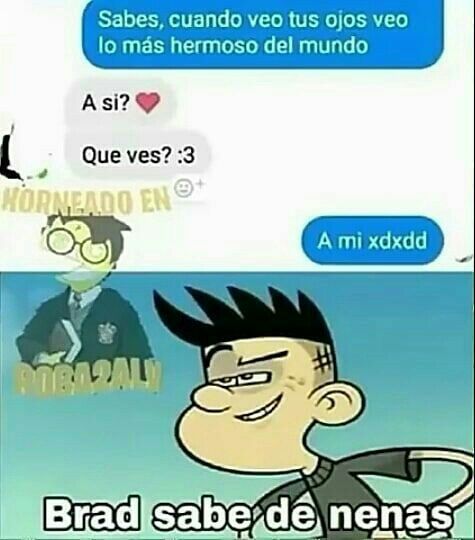 Sabes, cuando veo tus ojos veo
lo más hermoso del mundo
A si? ❤
Que ves? :3
HORNEADO EN
A mi xdxdd
Brad sabe de nenas